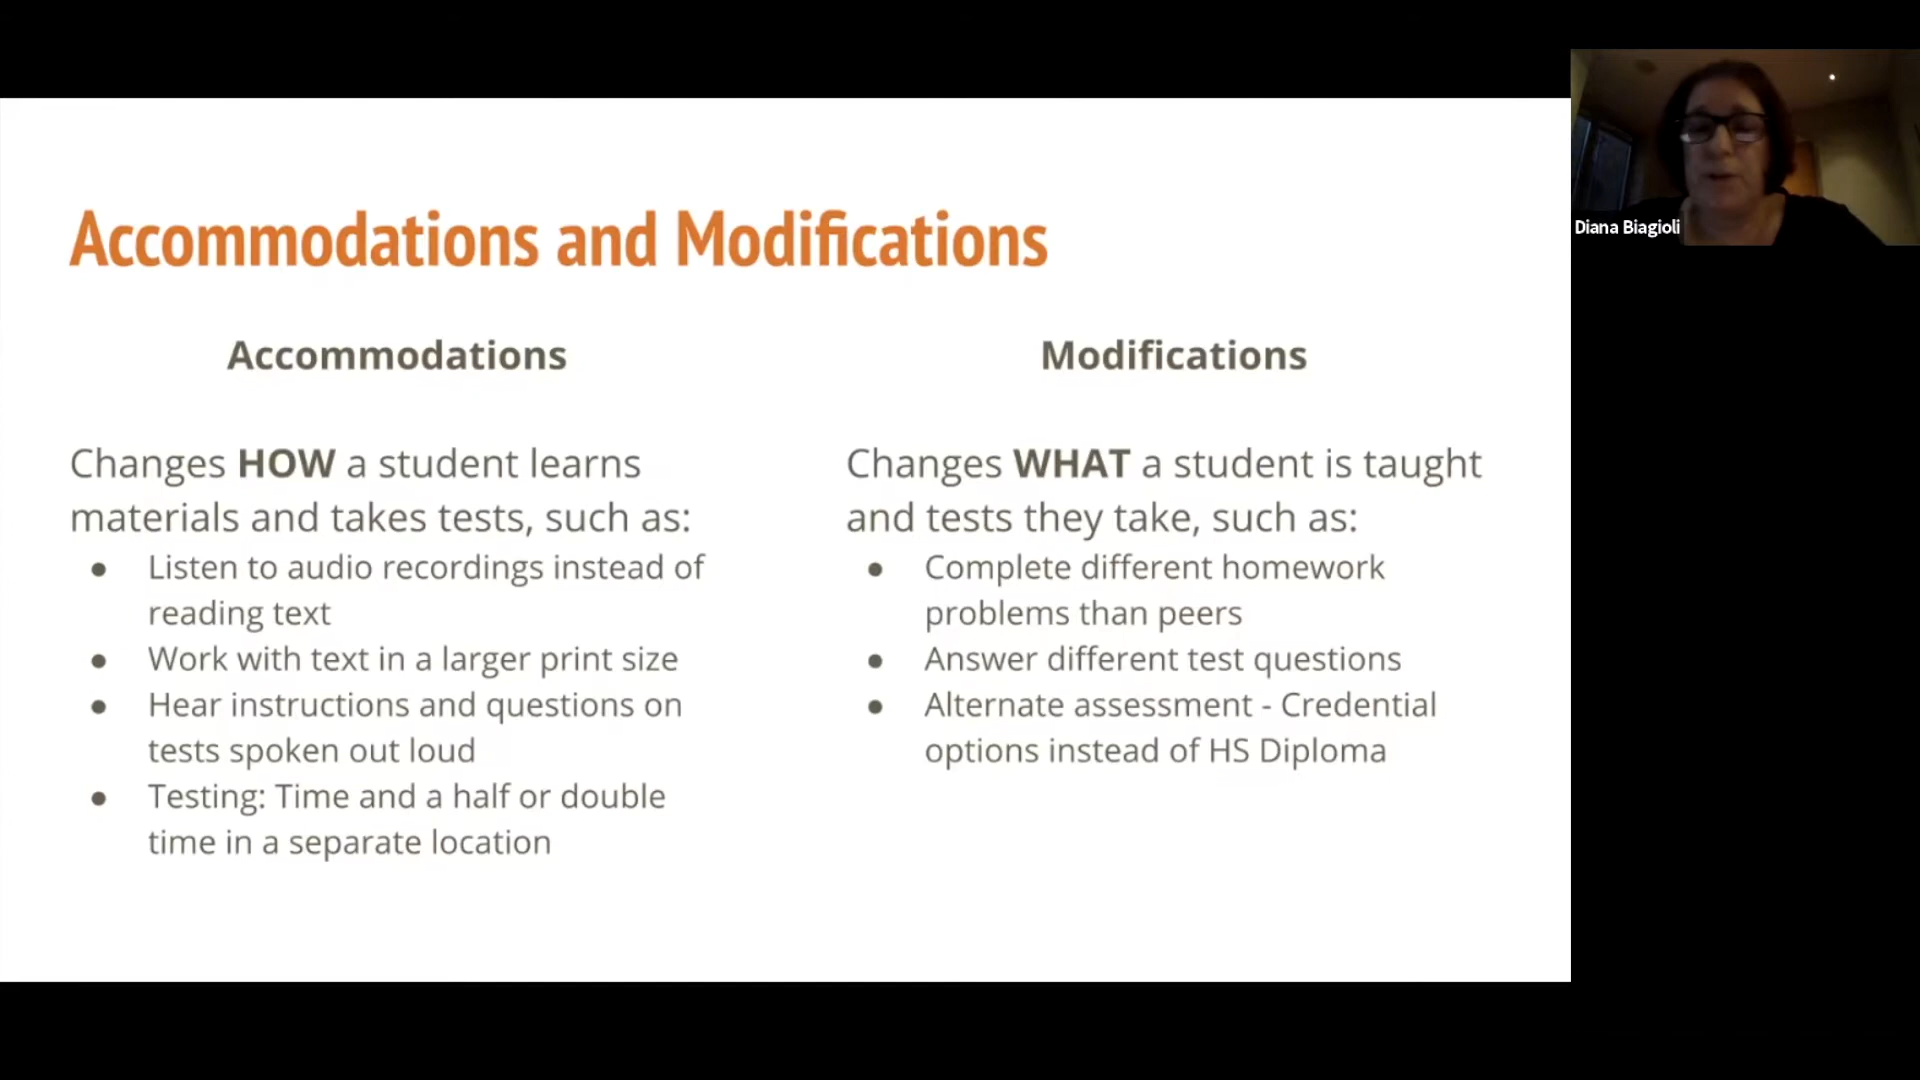 Accommodations and Modifications
Accommodations
Changes HOW a student learns
materials and takes tests, such as:
● Listen to audio recordings instead of
reading text
● Work with text in a larger print size
● Hear instructions and questions on
tests spoken out loud
● Testing: Time and a half or double
time in a separate location
Modifications
Changes WHAT a student is taught
and tests they take, such as:
● Complete different homework
problems than peers
● Answer different test questions
● Alternate assessment - Credential
options instead of HS Diploma
Diana Biagioli